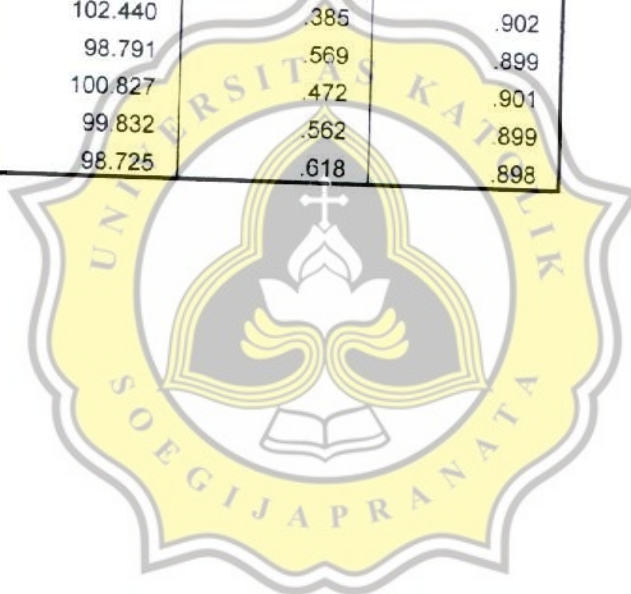 102.440 .385 .902
98.791 .569 .899
100.827 .472 .901
99.832 .562 .899
98.725 .618 .898
UNIVERSITAS KATOLIK
SOEGIJAPRANATA